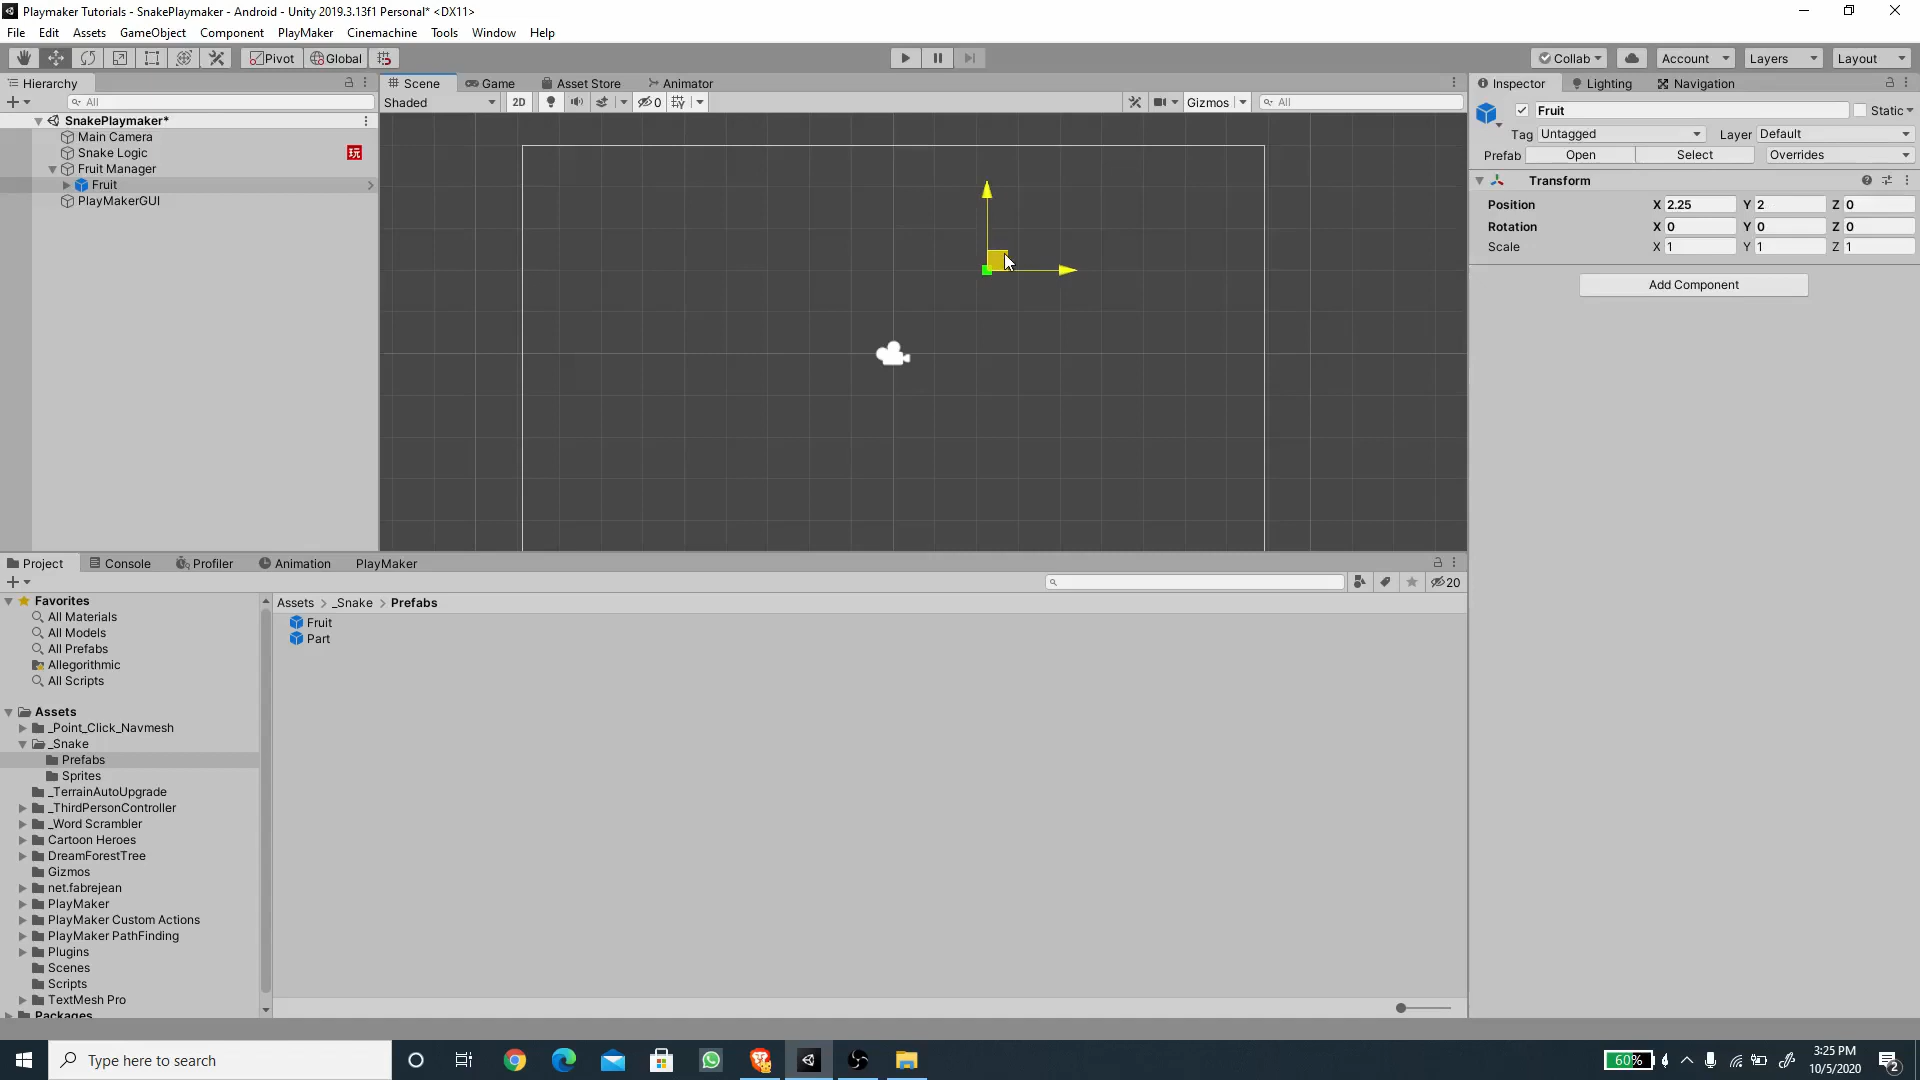 Playmaker Tutorials - SnakePlaymaker - Android - Unity 2019.3.13f1 Personal* <DX11>
File Edit Assets GameObject Component PlayMaker Cinemachine Tools Window Help
Pivot Global Collab Account Layers Layout
Hierarchy Scene Game Asset Store Animator Inspector Lighting Navigation
All Shaded 2D 0 Gizmos All
Fruit Static
SnakePlaymaker*
Main Camera
Tag Untagged Layer Default
Snake Logic 玩
Prefab Open Select Overrides
Fruit Manager
Transform
Fruit
PlayMakerGUI
Position X 2.25 Y 2 Z 0
Rotation X 0 Y 0 Z 0
Scale X 1 Y 1 Z 1
Add Component
Project Console Profiler Animation PlayMaker
20
Favorites
Assets > _Snake > Prefabs
All Materials
Fruit
All Models
Part
All Prefabs
Allegorithmic
All Scripts
Assets
_Point_Click_Navmesh
_Snake
Prefabs
Sprites
_TerrainAutoUpgrade
_ThirdPersonController
_Word Scrambler
Cartoon Heroes
DreamForestTree
Gizmos
net.fabrejean
PlayMaker
PlayMaker Custom Actions
PlayMaker PathFinding
Plugins
Scenes
Scripts
TextMesh Pro
Packages
Type here to search
60%
3:25 PM
10/5/2020
2